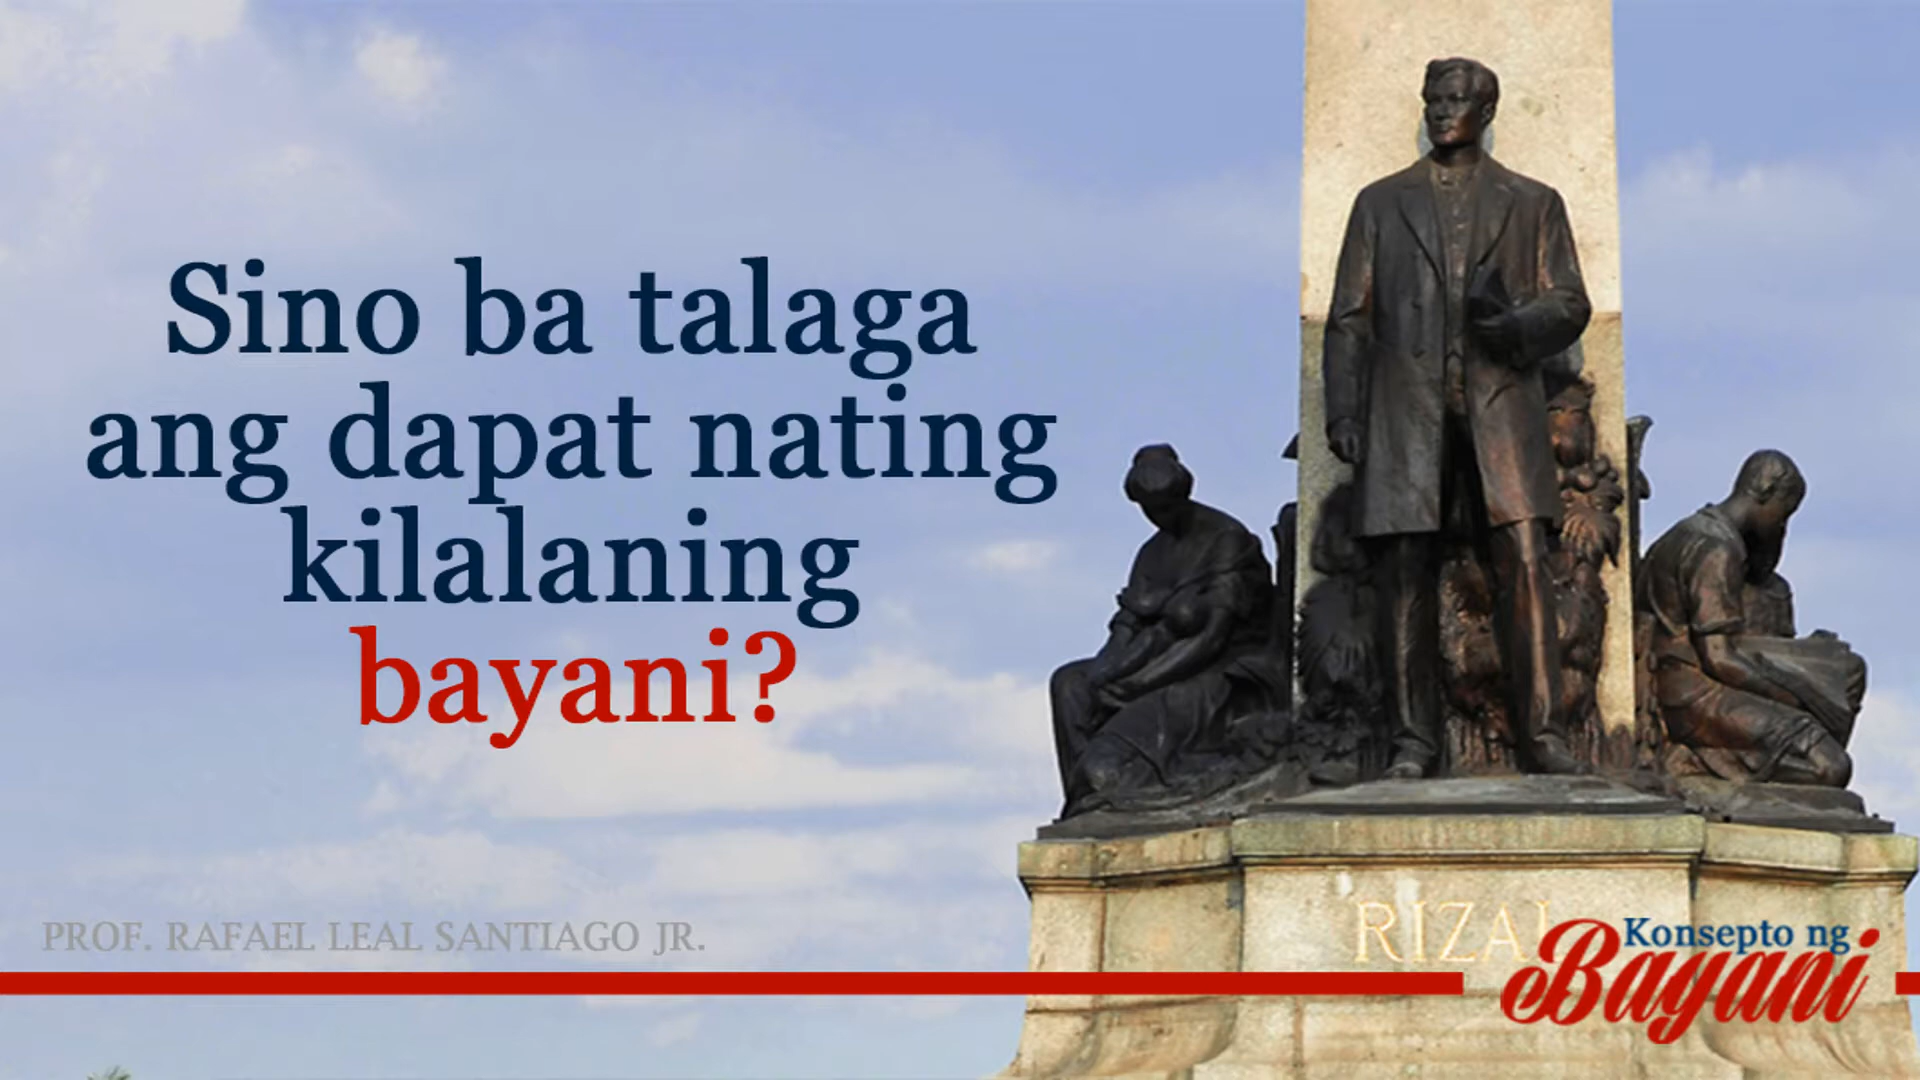 Sino ba talaga
ang dapat nating
kilalaning
bayani?
PROF. RAFAEL LEAL SANTIAGO JR.
RIZAL
Konsepto ng
Bayani